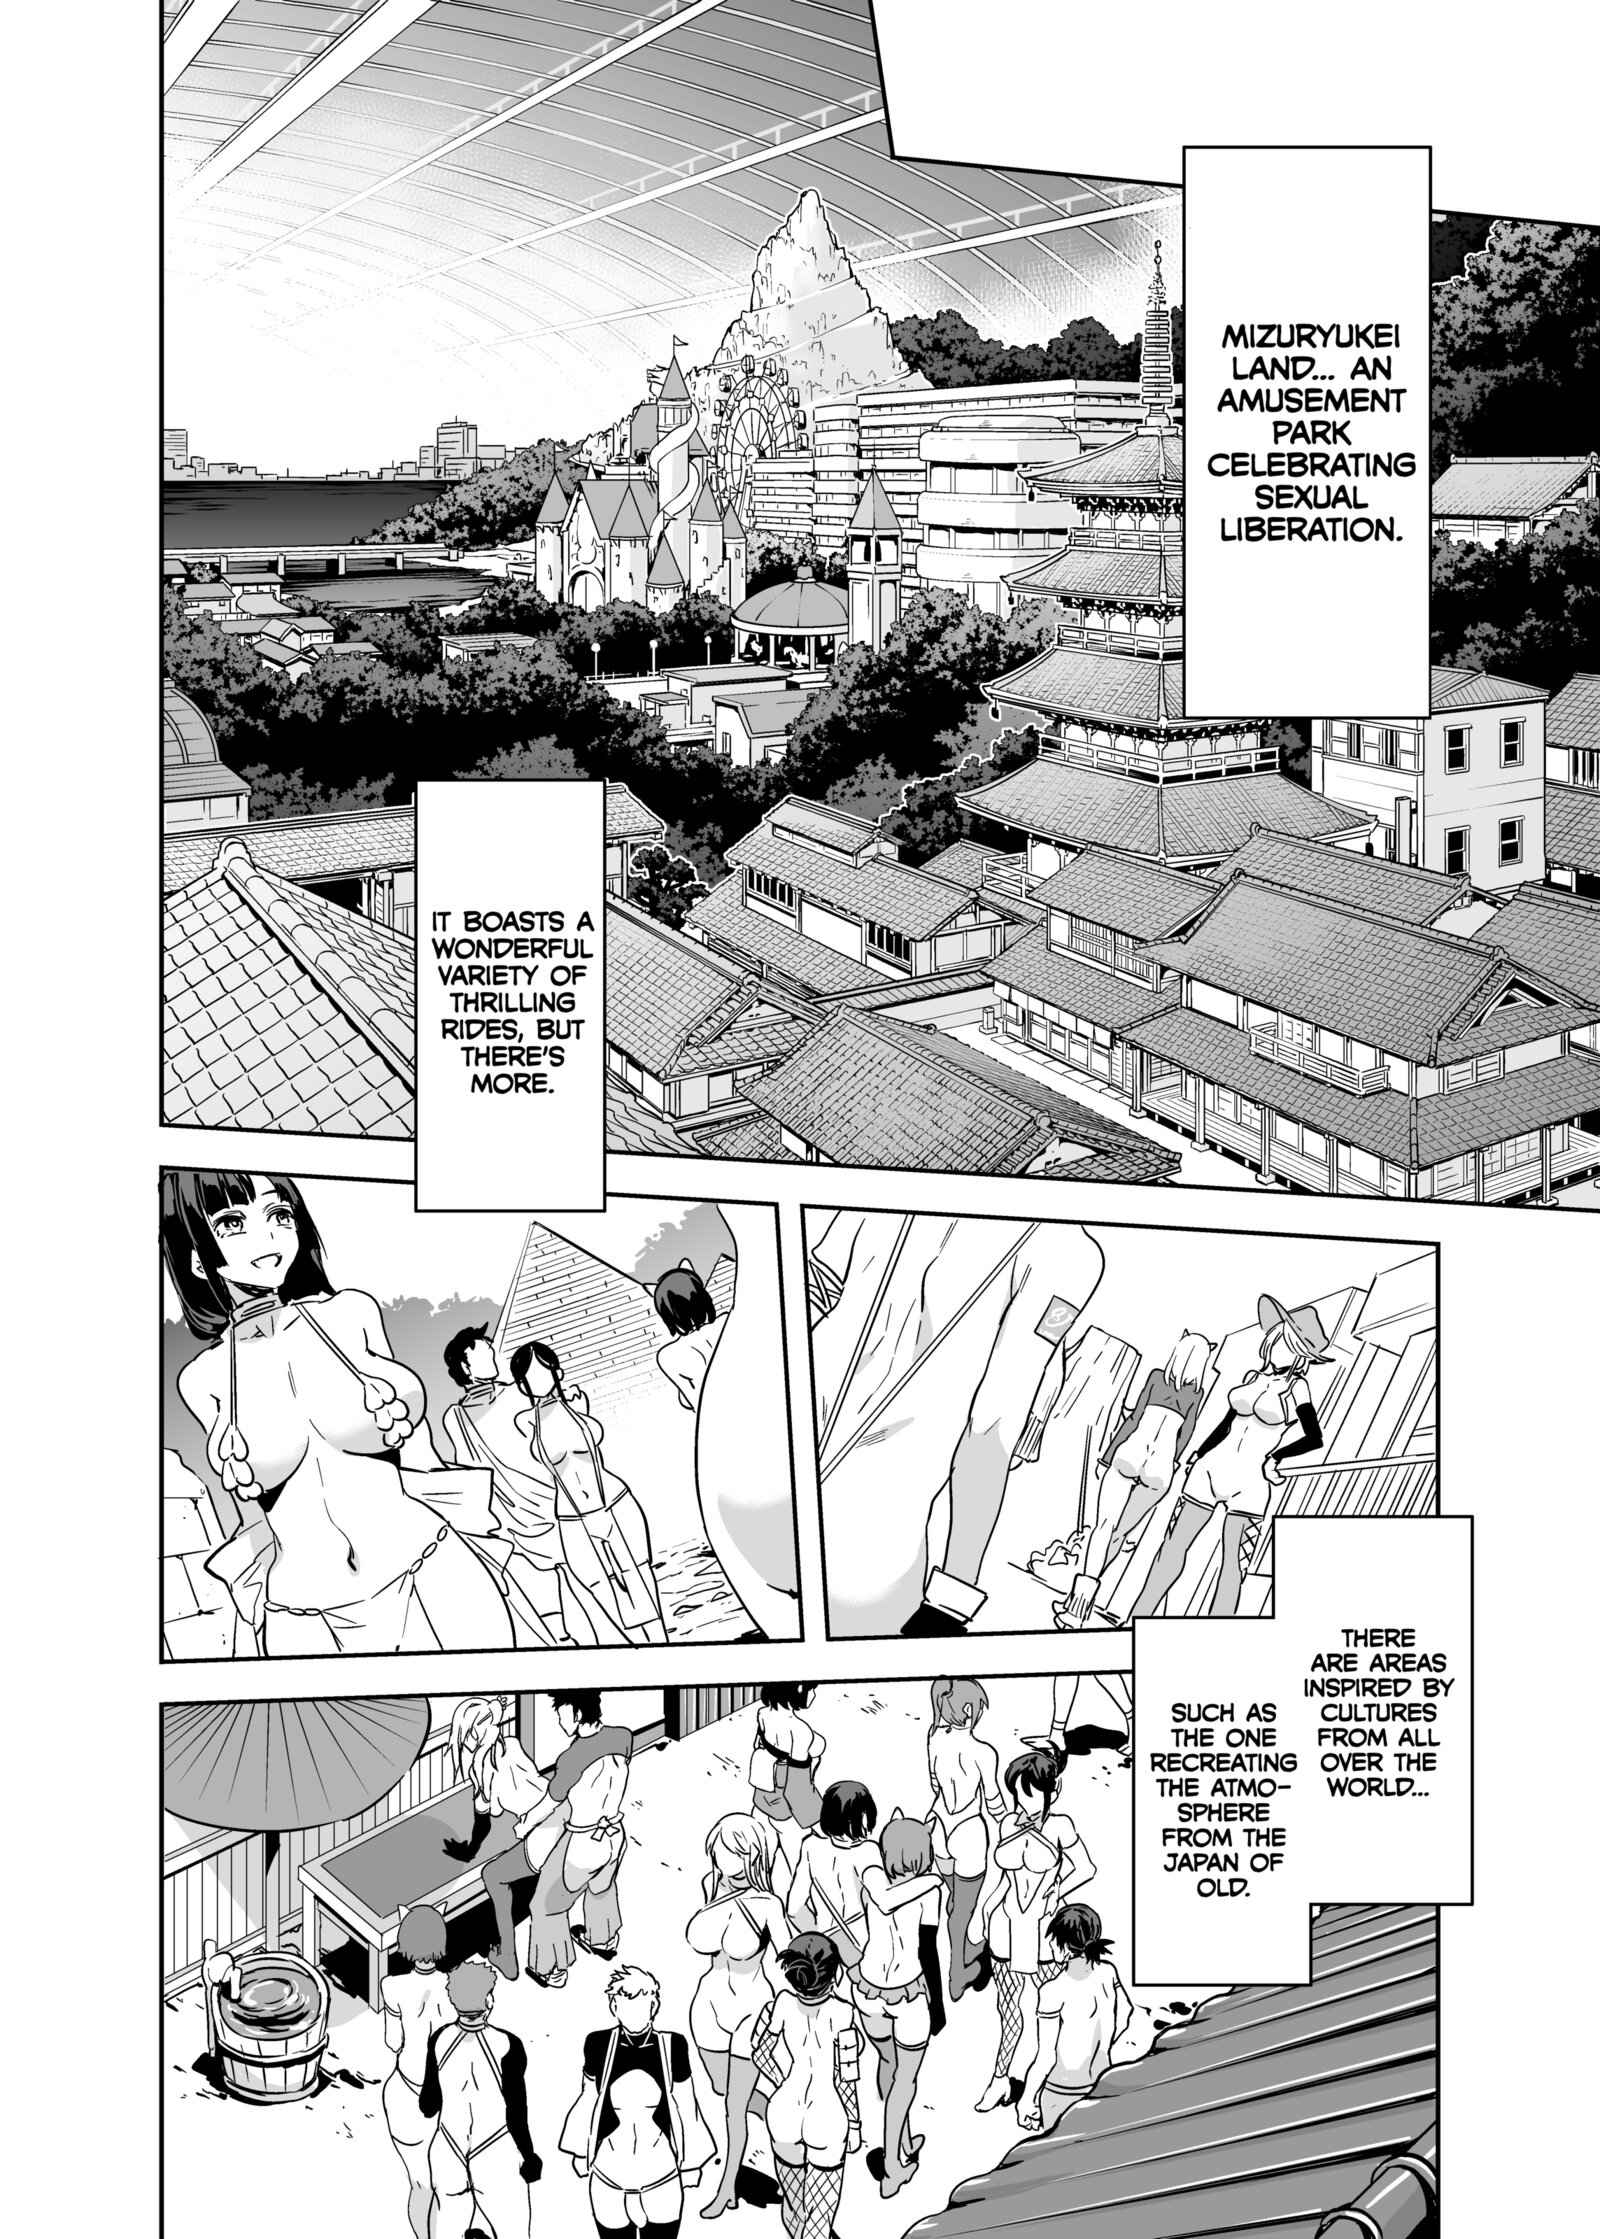 MIZURYUKEI
LAND... AN
AMUSEMENT
PARK
CELEBRATING
SEXUAL
LIBERATION.
IT BOASTS A
WONDERFUL
VARIETY OF
THRILLING
RIDES, BUT
THERE'S
MORE.
THERE
ARE AREAS
INSPIRED BY
CULTURES
FROM ALL
OVER THE
WORLD...
SUCH AS
THE ONE
RECREATING
THE ATMO-
SPHERE
FROM THE
JAPAN OF
OLD.